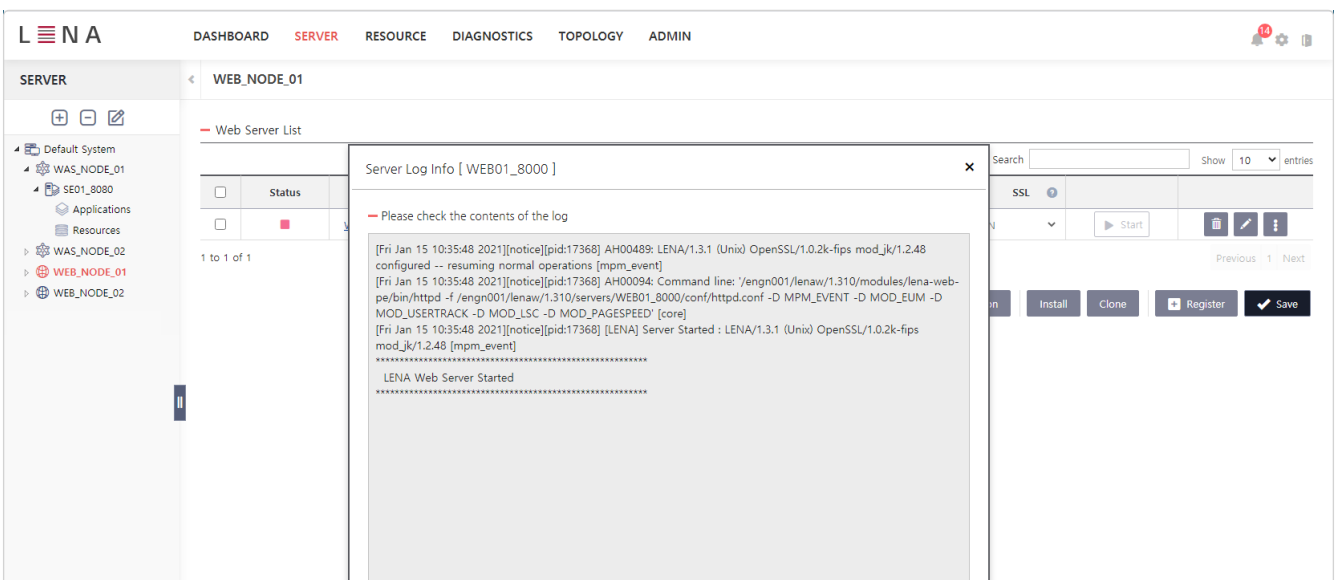 LENA
DASHBOARD SERVER RESOURCE DIAGNOSTICS TOPOLOGY ADMIN
14
SERVER
WEB_NODE_01
Default System
WAS_NODE_01
SE01_8080
Applications
Resources
WAS_NODE_02
WEB_NODE_01
WEB_NODE_02
Web Server List
Search
Show 10 entries
Status
SSL
Start
1 to 1 of 1
Previous 1 Next
Install Clone Register Save
Server Log Info [ WEB01_8000 ]
Please check the contents of the log
[Fri Jan 15 10:35:48 2021][notice][pid:17368] AH00489: LENA/1.3.1 (Unix) OpenSSL/1.0.2k-fips mod_jk/1.2.48
configured -- resuming normal operations [mpm_event]
[Fri Jan 15 10:35:48 2021][notice][pid:17368] AH00094: Command line: '/engn001/lenaw/1.310/modules/lena-web-
pe/bin/httpd -f /engn001/lenaw/1.310/servers/WEB01_8000/conf/httpd.conf -D MPM_EVENT -D MOD_EUM -D
MOD_USERTRACK -D MOD_LSC -D MOD_PAGESPEED' [core]
[Fri Jan 15 10:35:48 2021][notice][pid:17368] [LENA] Server Started : LENA/1.3.1 (Unix) OpenSSL/1.0.2k-fips
mod_jk/1.2.48 [mpm_event]
********************************************************
LENA Web Server Started
********************************************************